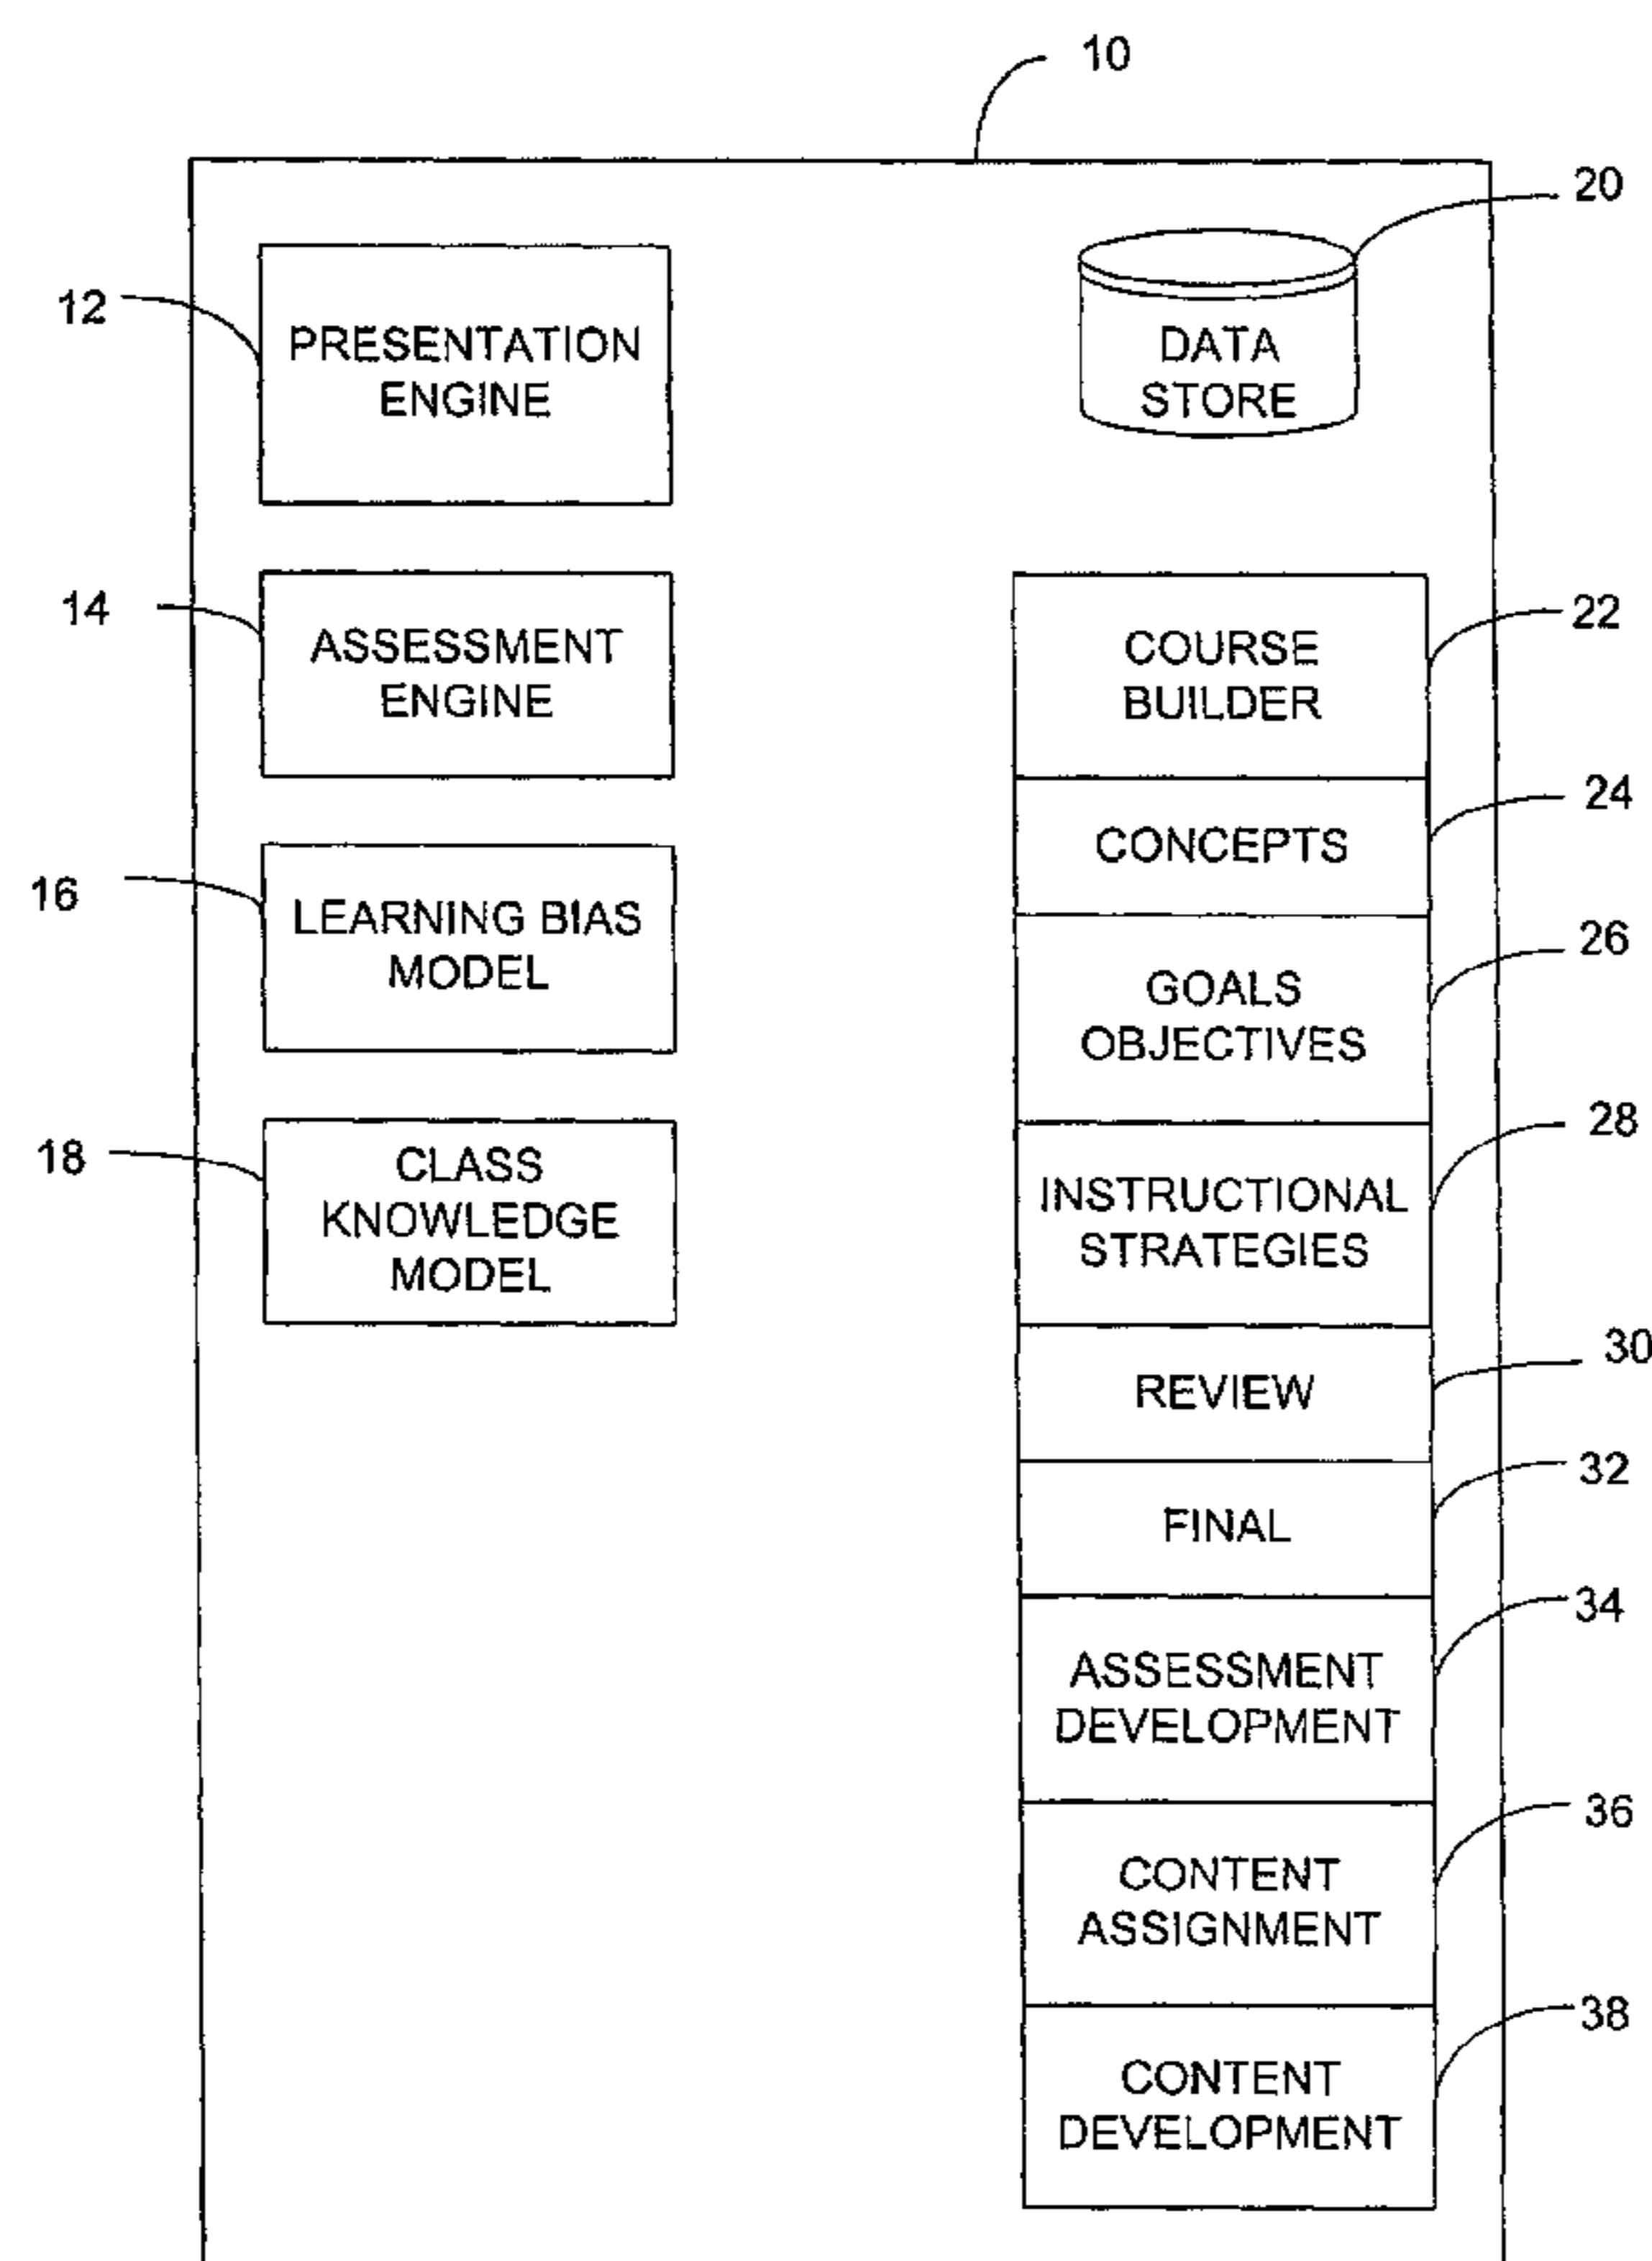 10
20
12
PRESENTATION
ENGINE
DATA
STORE
14
ASSESSMENT
ENGINE
22
COURSE
BUILDER
24
CONCEPTS
16
LEARNING BIAS
MODEL
26
GOALS
OBJECTIVES
18
CLASS
KNOWLEDGE
MODEL
28
INSTRUCTIONAL
STRATEGIES
30
REVIEW
32
FINAL
34
ASSESSMENT
DEVELOPMENT
36
CONTENT
ASSIGNMENT
38
CONTENT
DEVELOPMENT